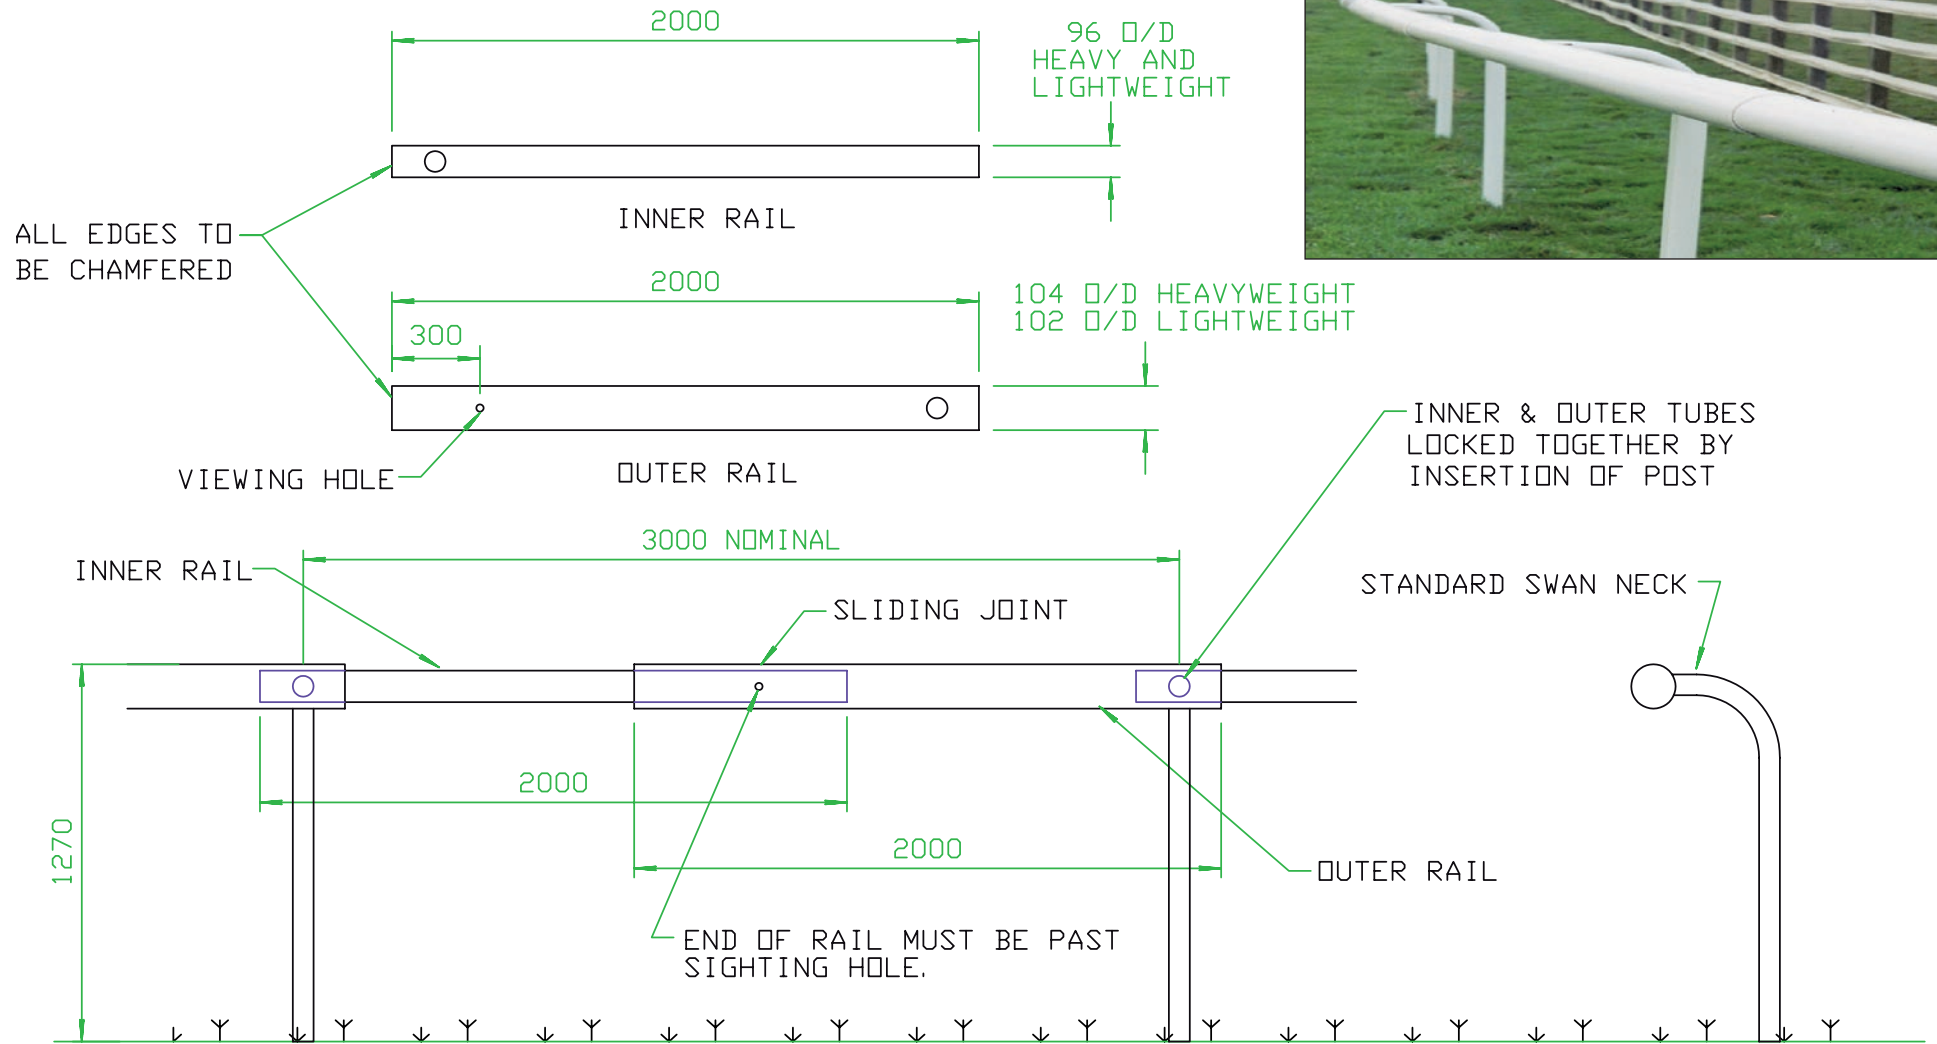 2000
96 O/D
HEAVY AND
LIGHTWEIGHT
INNER RAIL
ALL EDGES TO
BE CHAMFERED
2000
300
104 O/D HEAVYWEIGHT
102 O/D LIGHTWEIGHT
VIEWING HOLE
OUTER RAIL
INNER & OUTER TUBES
LOCKED TOGETHER BY
INSERTION OF POST
3000 NOMINAL
INNER RAIL
SLIDING JOINT
STANDARD SWAN NECK
2000
1270
2000
OUTER RAIL
END OF RAIL MUST BE PAST
SIGHTING HOLE.